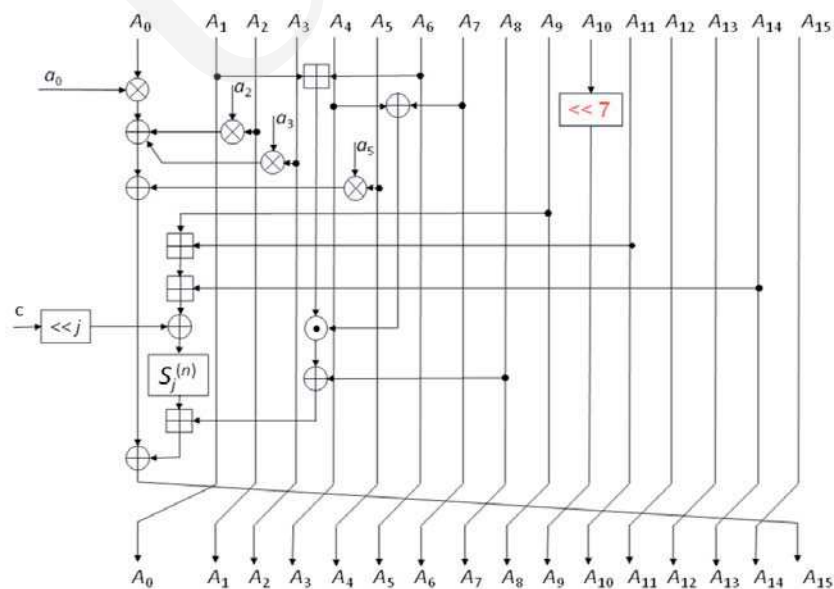 A₀ A₁ A₂ A₃ A₄ A₅ A₆ A₇ A₈ A₉ A₁₀ A₁₁ A₁₂ A₁₃ A₁₄ A₁₅
a₀
a₂
<< 7
a₃
a₅
c
<< j
Sⱼ⁽ⁿ⁾
A₀ A₁ A₂ A₃ A₄ A₅ A₆ A₇ A₈ A₉ A₁₀ A₁₁ A₁₂ A₁₃ A₁₄ A₁₅